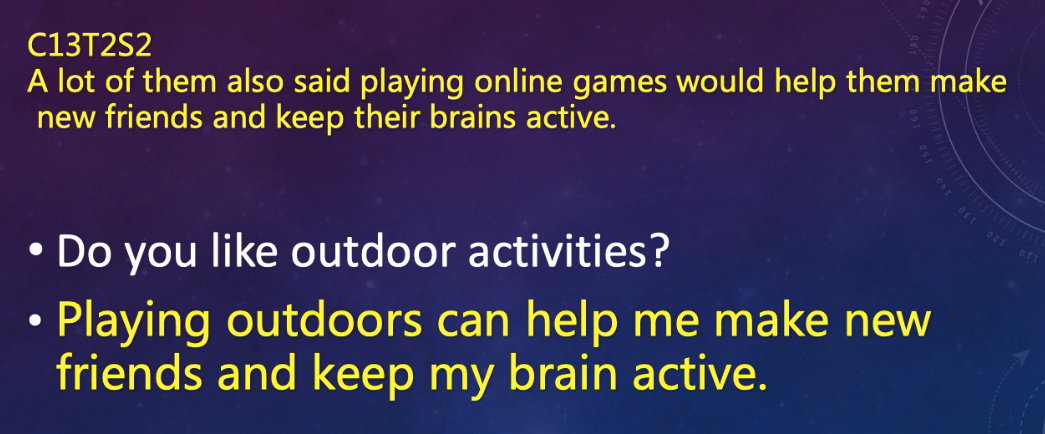 C13T2S2
A lot of them also said playing online games would help them make
new friends and keep their brains active.
• Do you like outdoor activities?
• Playing outdoors can help me make new
friends and keep my brain active.